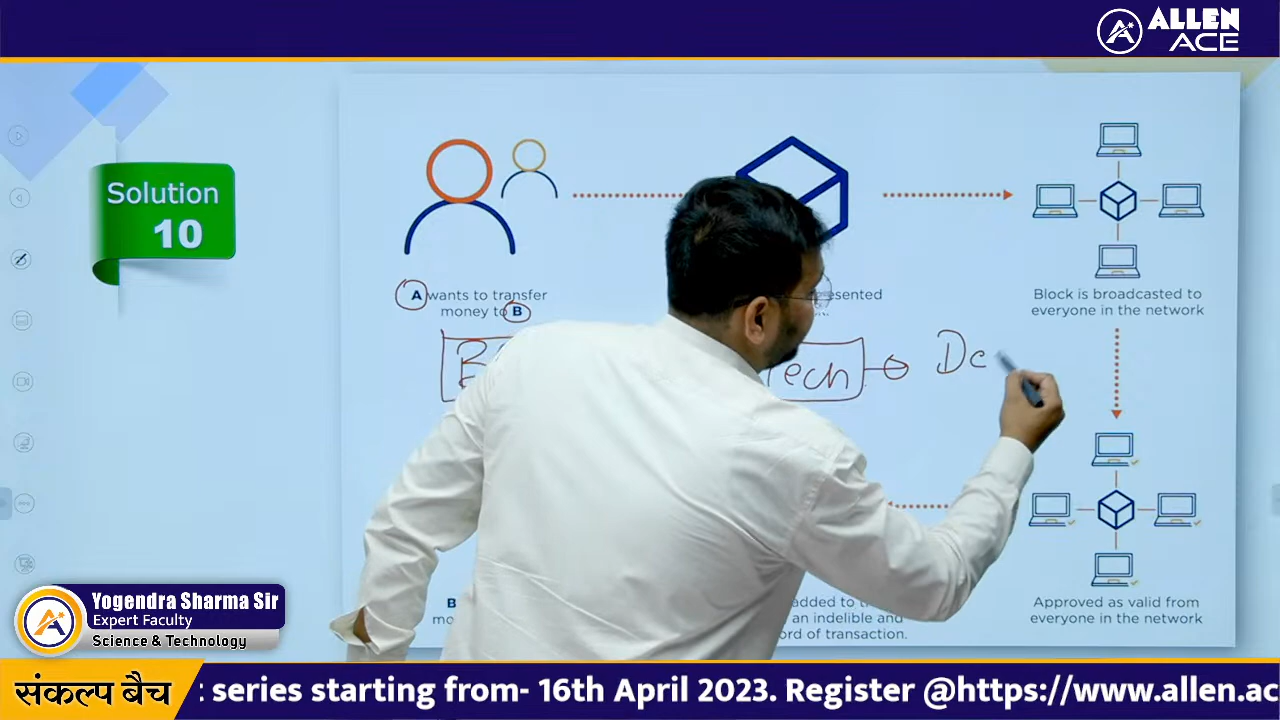 ALLEN
ACE
Solution
10
A wants to transfer
money to B
esented
Block is broadcasted to
everyone in the network
Tech
De
added to
an indelible and
ord of transaction.
Approved as valid from
everyone in the network
B
mo
Yogendra Sharma Sir
Expert Faculty
Science & Technology
संकल्प बैच
series starting from- 16th April 2023. Register @https://www.allen.ac